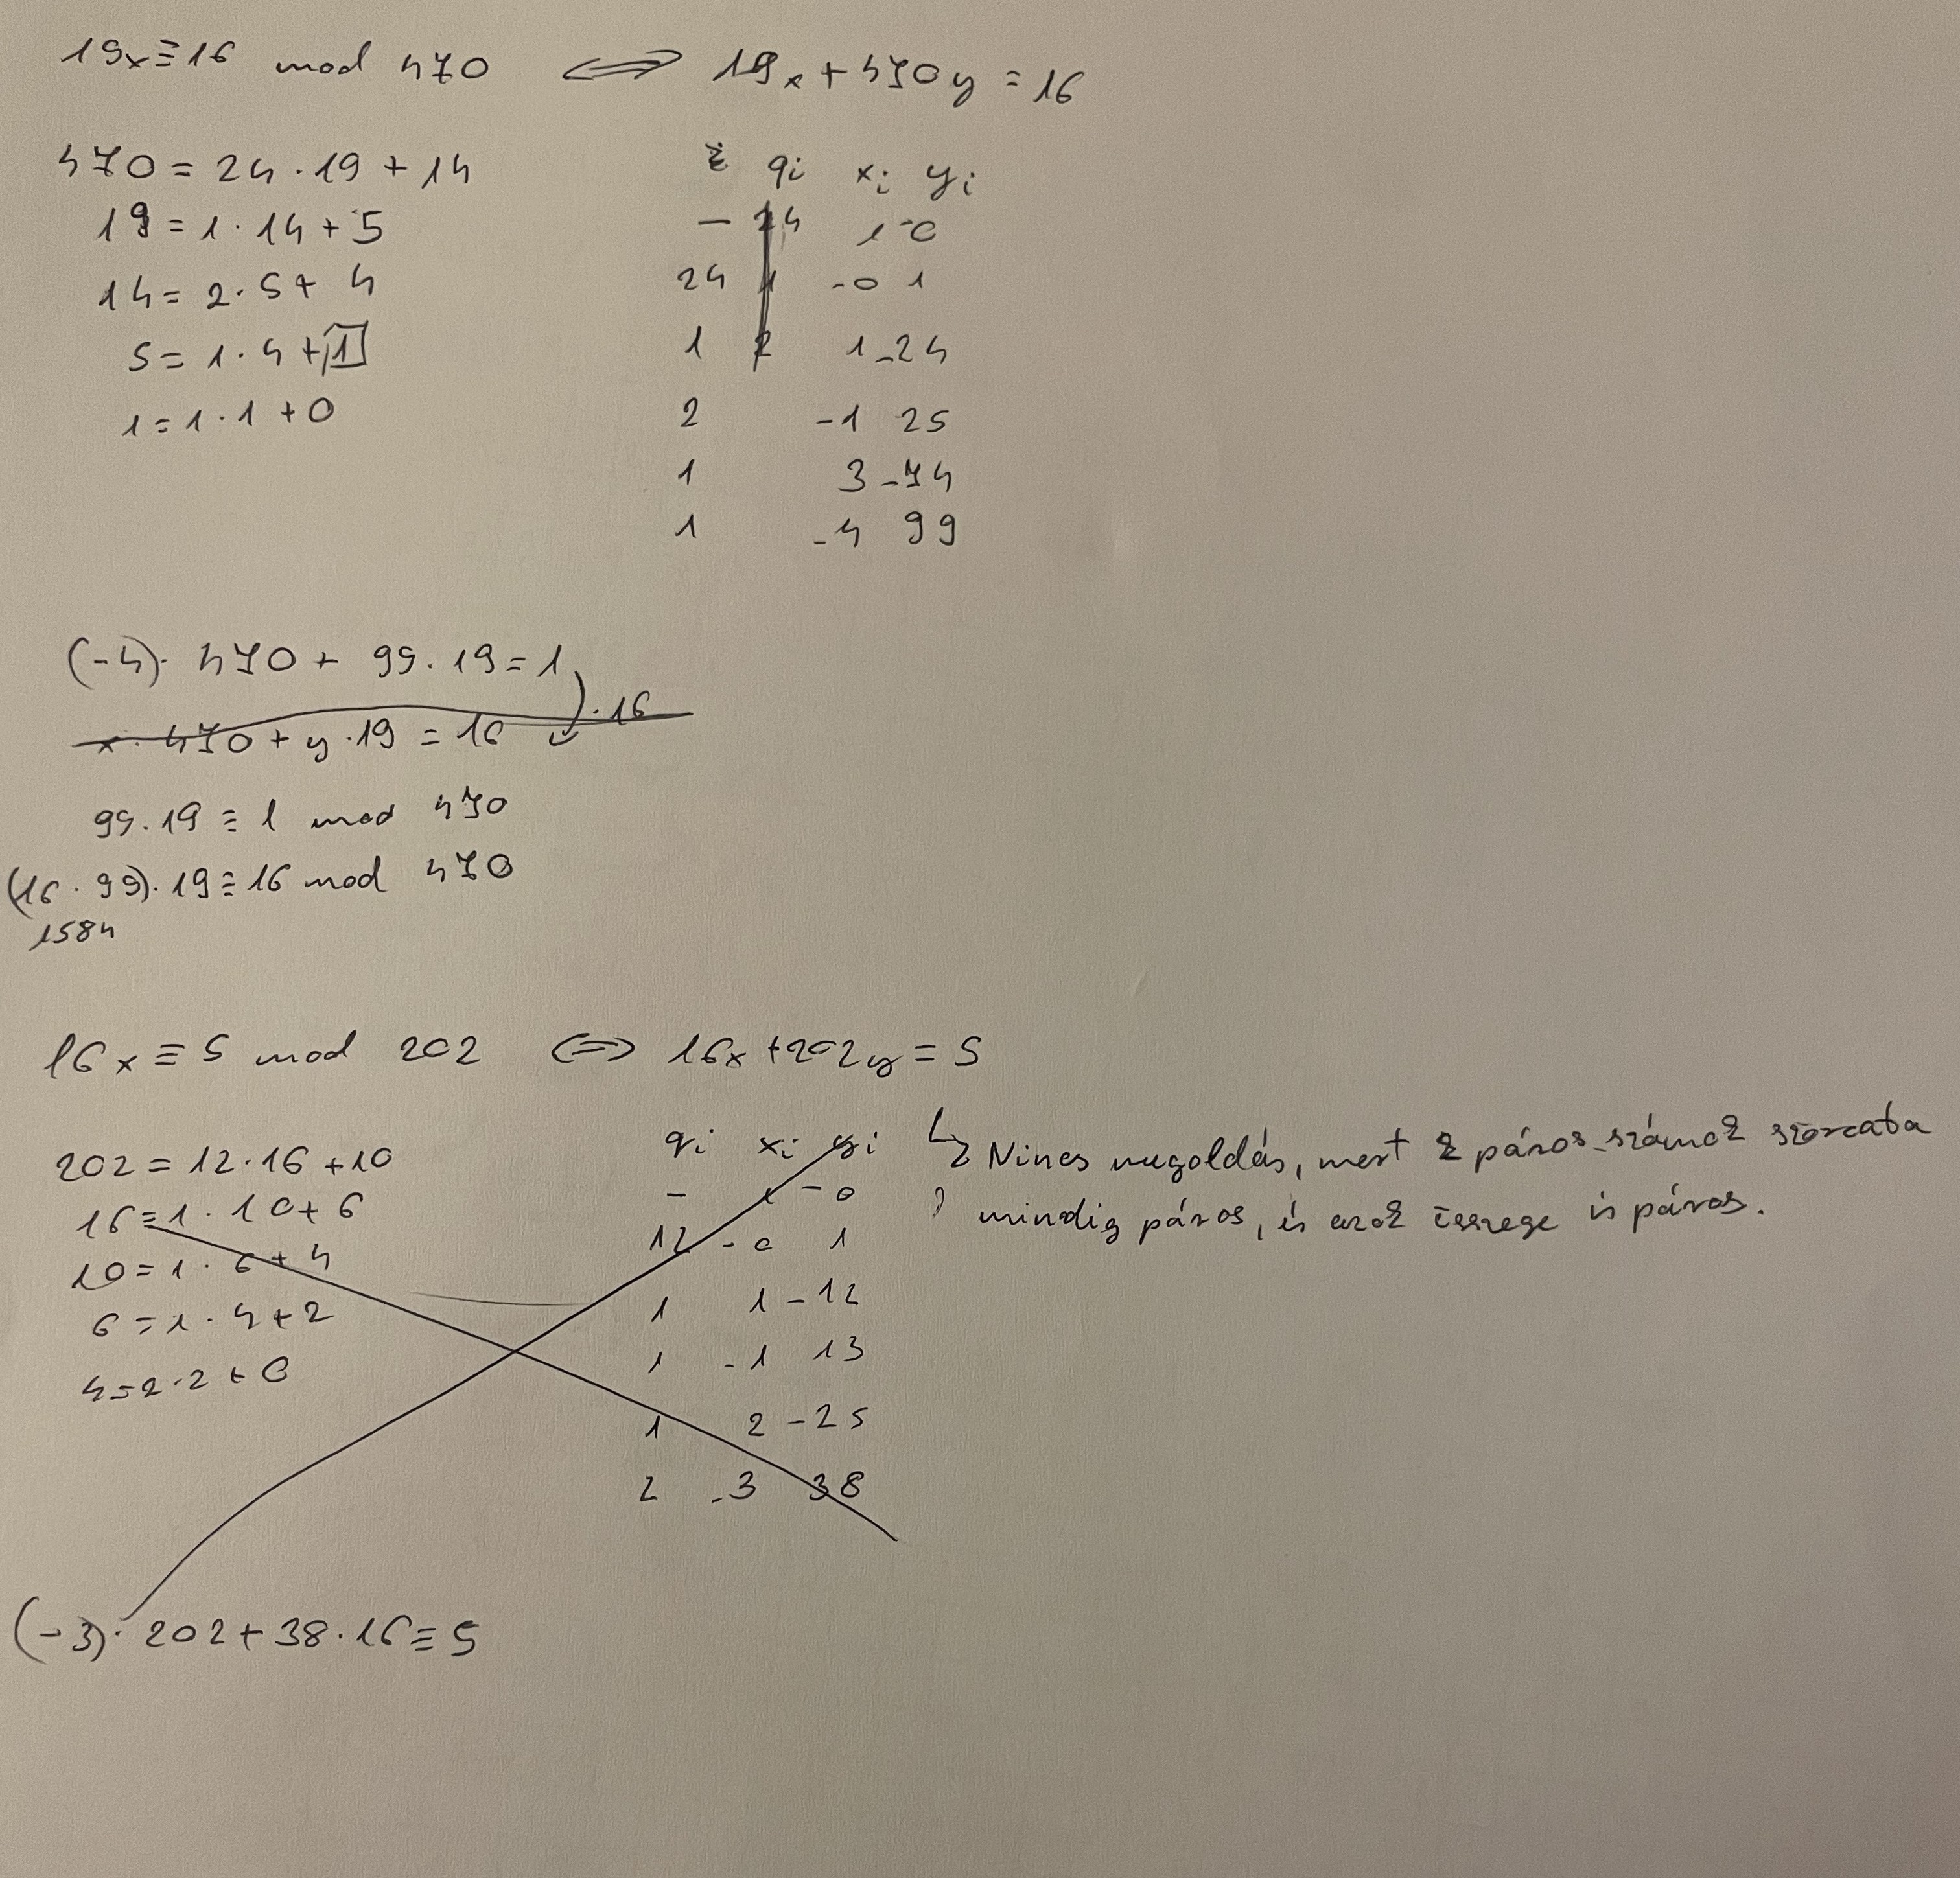 19x≡16 mod 470 ⟺ 19x + 470y = 16
470 = 24 · 19 + 14
19 = 1 · 14 + 5
14 = 2 · 5 + 4
5 = 1 · 4 + 1
1 = 1 · 1 + 0
qi xi yi
- 24 1 -0
24 1 -0 1
1 2 1 -24
2 -1 25
1 3 -74
1 -4 99
(-4) · 470 + 99 · 19 = 1
x · 470 + y · 19 = 16 ) · 16
99 · 19 ≡ 1 mod 470
(16 · 99) · 19 ≡ 16 mod 470
1584
16x ≡ 5 mod 202 ⟺ 16x + 202y = 5
202 = 12 · 16 + 10
16 = 1 · 10 + 6
10 = 1 · 6 + 4
6 = 1 · 4 + 2
4 = 2 · 2 + 0
qi xi yi
- 1 -0
12 -0 1
1 1 -12
1 -1 13
1 2 -25
2 -3 38
↳ Nincs megoldás, mert 2 páros számok
mindig páros, és azok összege is páros.
(-3) · 202 + 38 · 16 ≡ 5